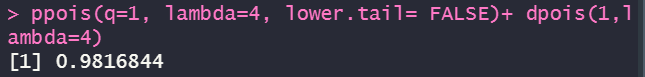 > ppois(q=1, lambda=4, lower.tail= FALSE)+ dpois(1,l
ambda=4)
[1] 0.9816844